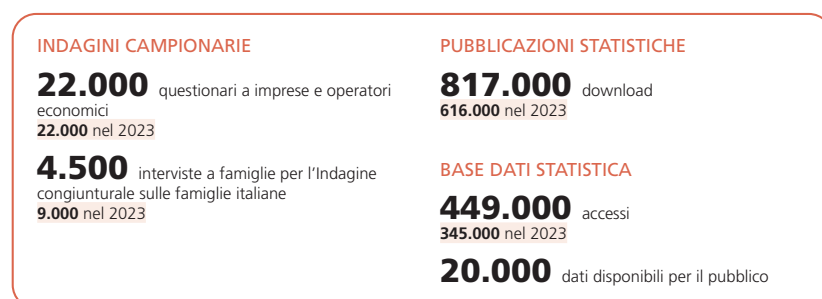 INDAGINI CAMPIONARIE
22.000 questionari a imprese e operatori
economici
22.000 nel 2023
4.500 interviste a famiglie per l’Indagine
congiunturale sulle famiglie italiane
9.000 nel 2023
PUBBLICAZIONI STATISTICHE
817.000 download
616.000 nel 2023
BASE DATI STATISTICA
449.000 accessi
345.000 nel 2023
20.000 dati disponibili per il pubblico